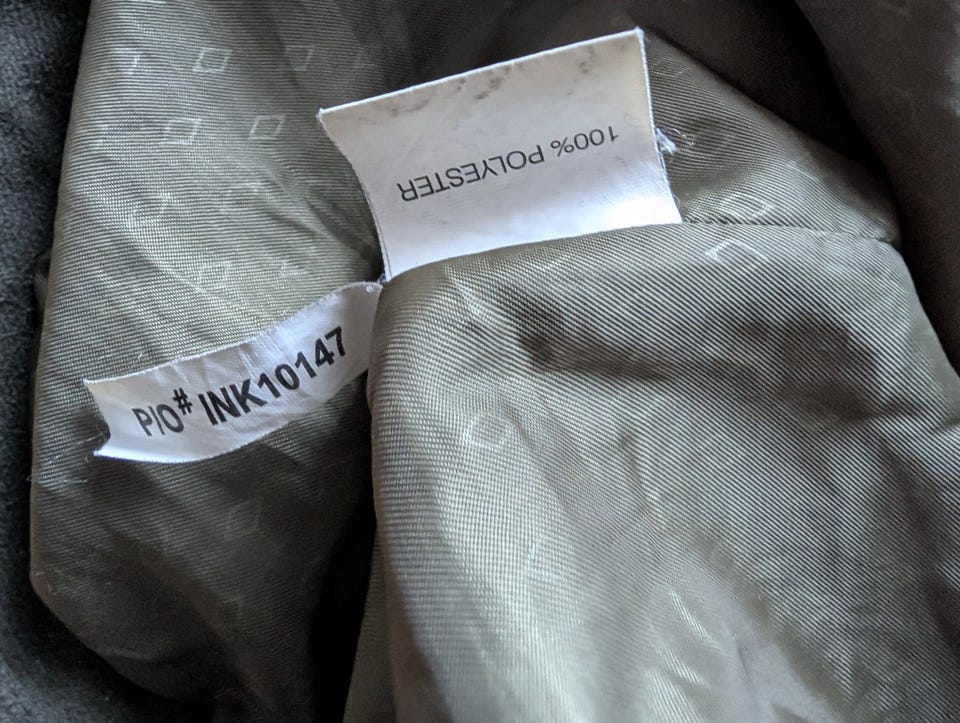 100% POLYESTER
P/O# INK10147